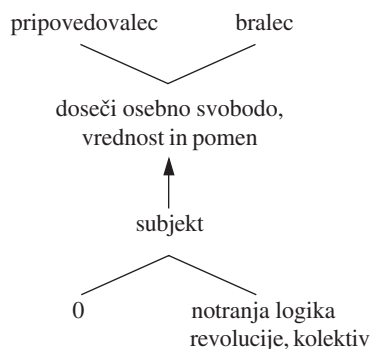 pripovedovalec bralec
doseči osebno svobodo,
vrednost in pomen
subjekt
0 notranja logika
revolucije, kolektiv